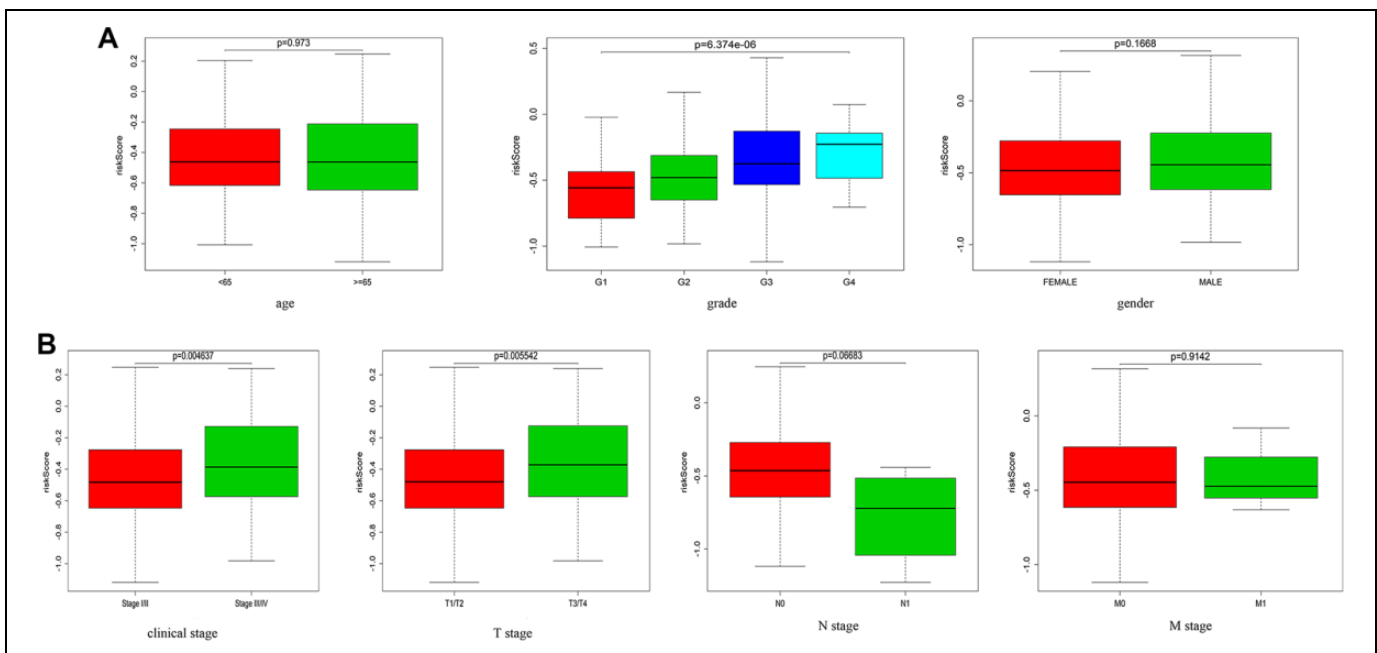 A
p=0.973
riskScore
0.2
0.0
-0.2
-0.4
-0.6
-0.8
-1.0
<65
>=65
age
p=6.374e-06
riskScore
0.5
0.0
-0.5
-1.0
G1
G2
G3
G4
grade
p=0.1668
riskScore
0.0
-0.5
-1.0
FEMALE
MALE
gender
B
p=0.004637
riskScore
0.2
0.0
-0.2
-0.4
-0.6
-0.8
-1.0
Stage I/II
Stage III/IV
clinical stage
p=0.005542
riskScore
0.2
0.0
-0.2
-0.4
-0.6
-0.8
-1.0
T1/T2
T3/T4
T stage
p=0.06683
riskScore
0.0
-0.5
-1.0
N0
N1
N stage
p=0.9142
riskScore
0.0
-0.5
-1.0
M0
M1
M stage